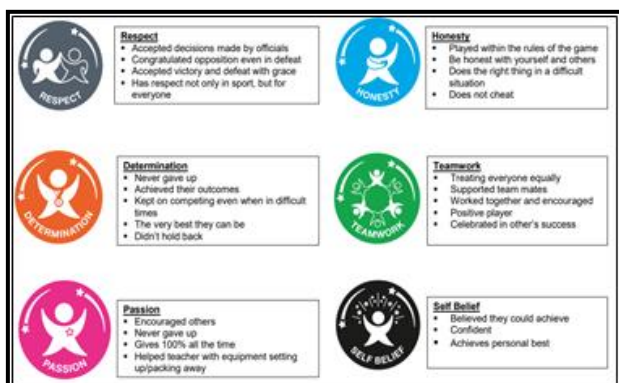 RESPECT
Respect
Accepted decisions made by officials
Congratulated opposition even in defeat
Accepted victory and defeat with grace
Has respect not only in sport, but for
everyone
HONESTY
Honesty
Played within the rules of the game
Be honest with yourself and others
Does the right thing in a difficult
situation
Does not cheat
DETERMINATION
Determination
Never gave up
Achieved their outcomes
Kept on competing even when in difficult
times
The very best they can be
Didn't hold back
TEAMWORK
Teamwork
Treating everyone equally
Supported team mates
Worked together and encouraged
Positive player
Celebrated in other's success
PASSION
Passion
Encouraged others
Never gave up
Gives 100% all the time
Helped teacher with equipment setting
up/packing away
SELF BELIEF
Self Belief
Believed they could achieve
Confident
Achieves personal best